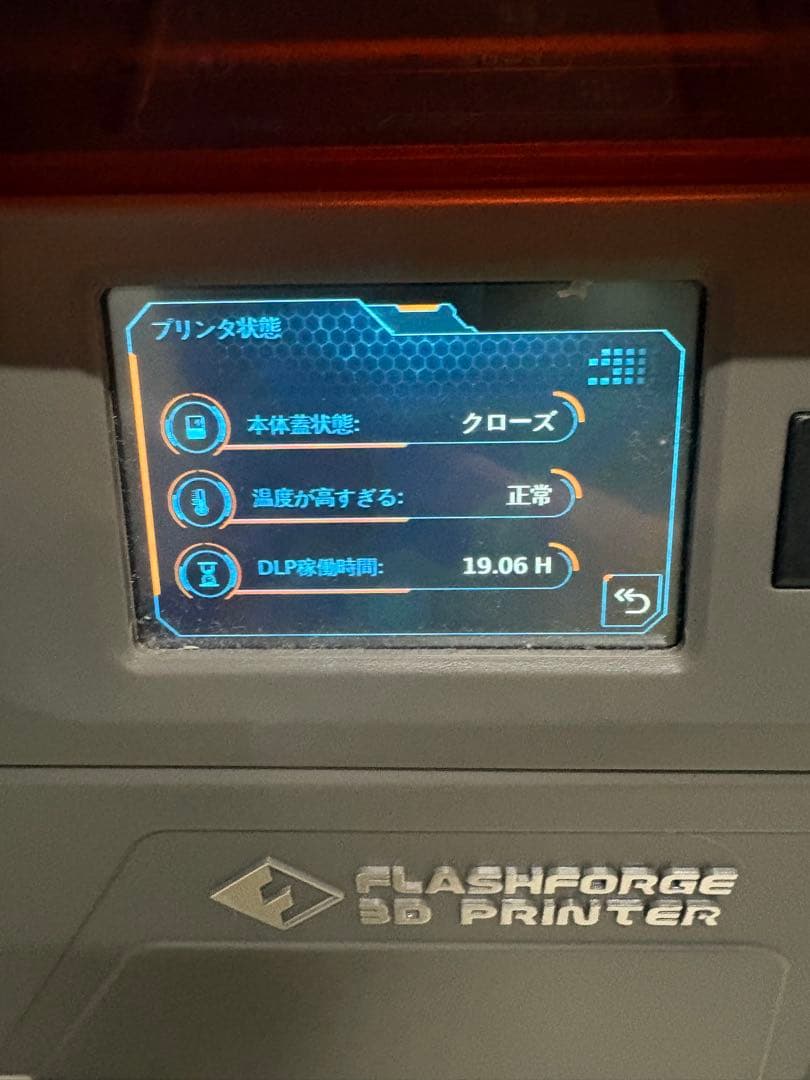 プリンタ状態
本体蓋状態: クローズ
温度が高すぎる: 正常
DLP稼働時間: 19.06 H
FLASHFORGE
3D PRINTER